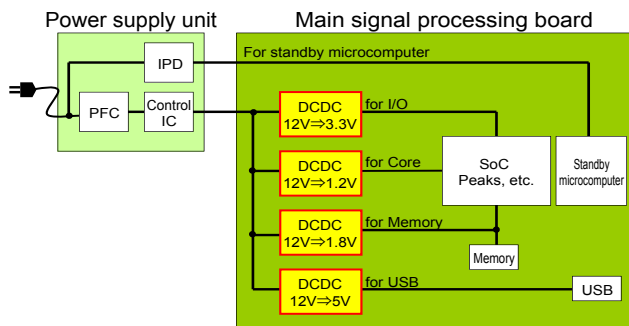 Power supply unit
Main signal processing board
For standby microcomputer
IPD
PFC
Control
IC
DCDC
12V⇒3.3V
for I/O
DCDC
12V⇒1.2V
for Core
SoC
Peaks, etc.
Standby
microcomputer
DCDC
12V⇒1.8V
for Memory
Memory
DCDC
12V⇒5V
for USB
USB